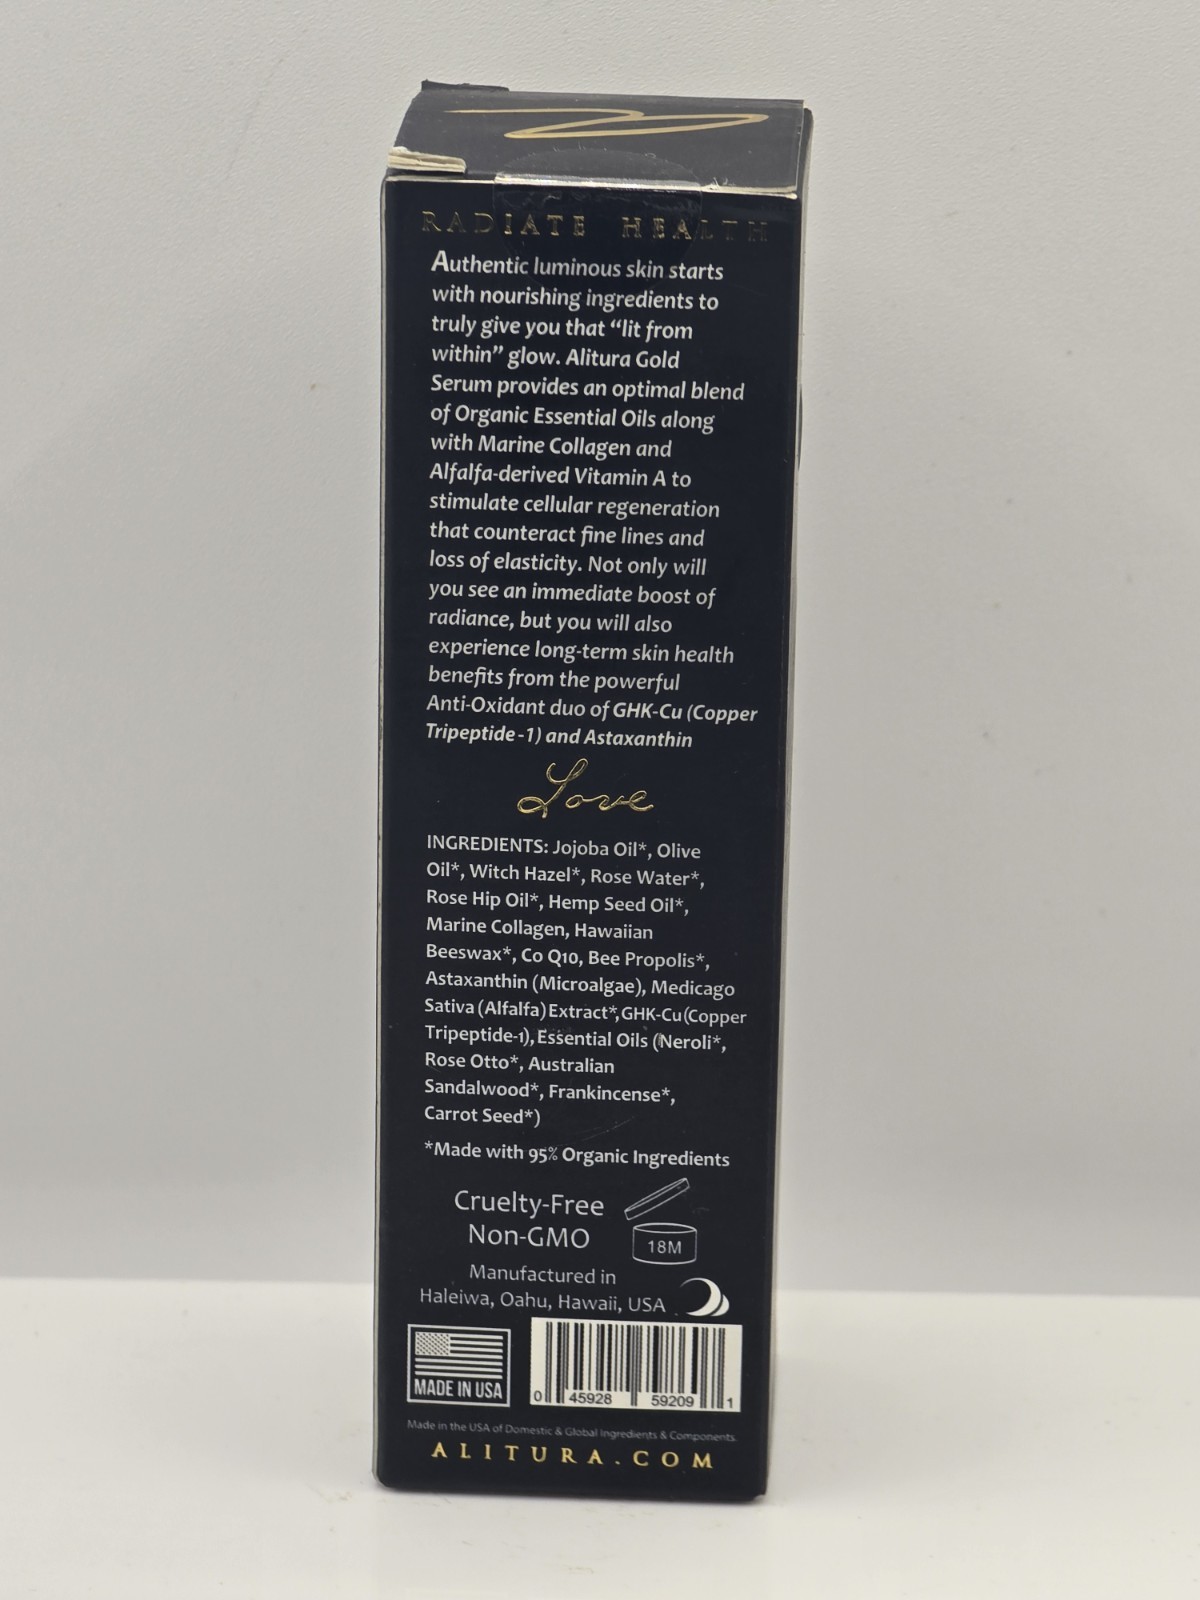 RADIATE HEALTH
Authentic luminous skin starts
with nourishing ingredients to
truly give you that “lit from
within” glow. Alitura Gold
Serum provides an optimal blend
of Organic Essential Oils along
with Marine Collagen and
Alfalfa-derived Vitamin A to
stimulate cellular regeneration
that counteract fine lines and
loss of elasticity. Not only will
you see an immediate boost of
radiance, but you will also
experience long-term skin health
benefits from the powerful
Anti-Oxidant duo of GHK-Cu (Copper
Tripeptide-1) and Astaxanthin
Love
INGREDIENTS: Jojoba Oil*, Olive
Oil*, Witch Hazel*, Rose Water*,
Rose Hip Oil*, Hemp Seed Oil*,
Marine Collagen, Hawaiian
Beeswax*, Co Q10, Bee Propolis*,
Astaxanthin (Microalgae), Medicago
Sativa (Alfalfa) Extract*, GHK-Cu (Copper
Tripeptide-1), Essential Oils (Neroli*,
Rose Otto*, Australian
Sandalwood*, Frankincense*,
Carrot Seed*)
*Made with 95% Organic Ingredients
Cruelty-Free
Non-GMO
18M
Manufactured in
Haleiwa, Oahu, Hawaii, USA
MADE IN USA
0 45928 59209 1
Made in the USA of Domestic & Global Ingredients & Components.
ALITURA.COM